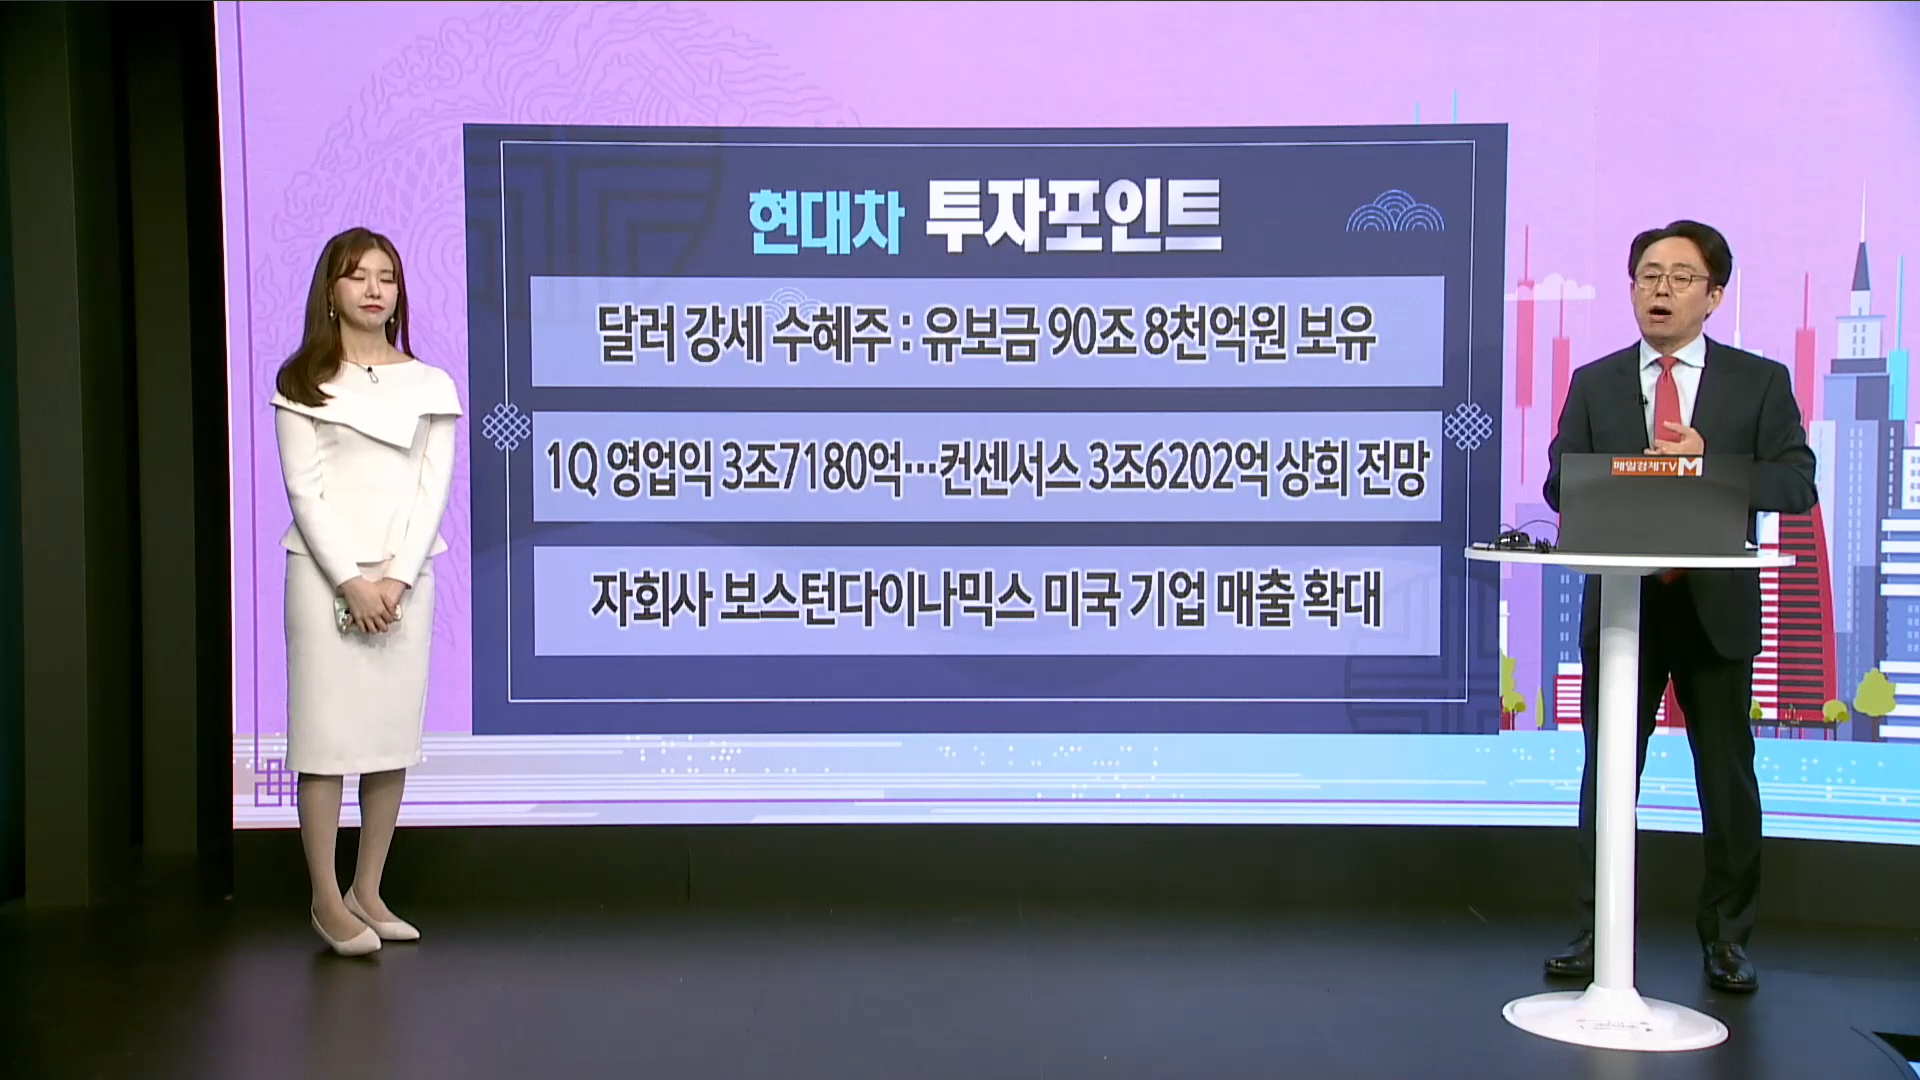 현대차 투자포인트
달러 강세 수혜주 : 유보금 90조 8천억원 보유
1Q 영업익 3조7180억…컨센서스 3조6202억 상회 전망
자회사 보스턴다이나믹스 미국 기업 매출 확대
매일경제TV M